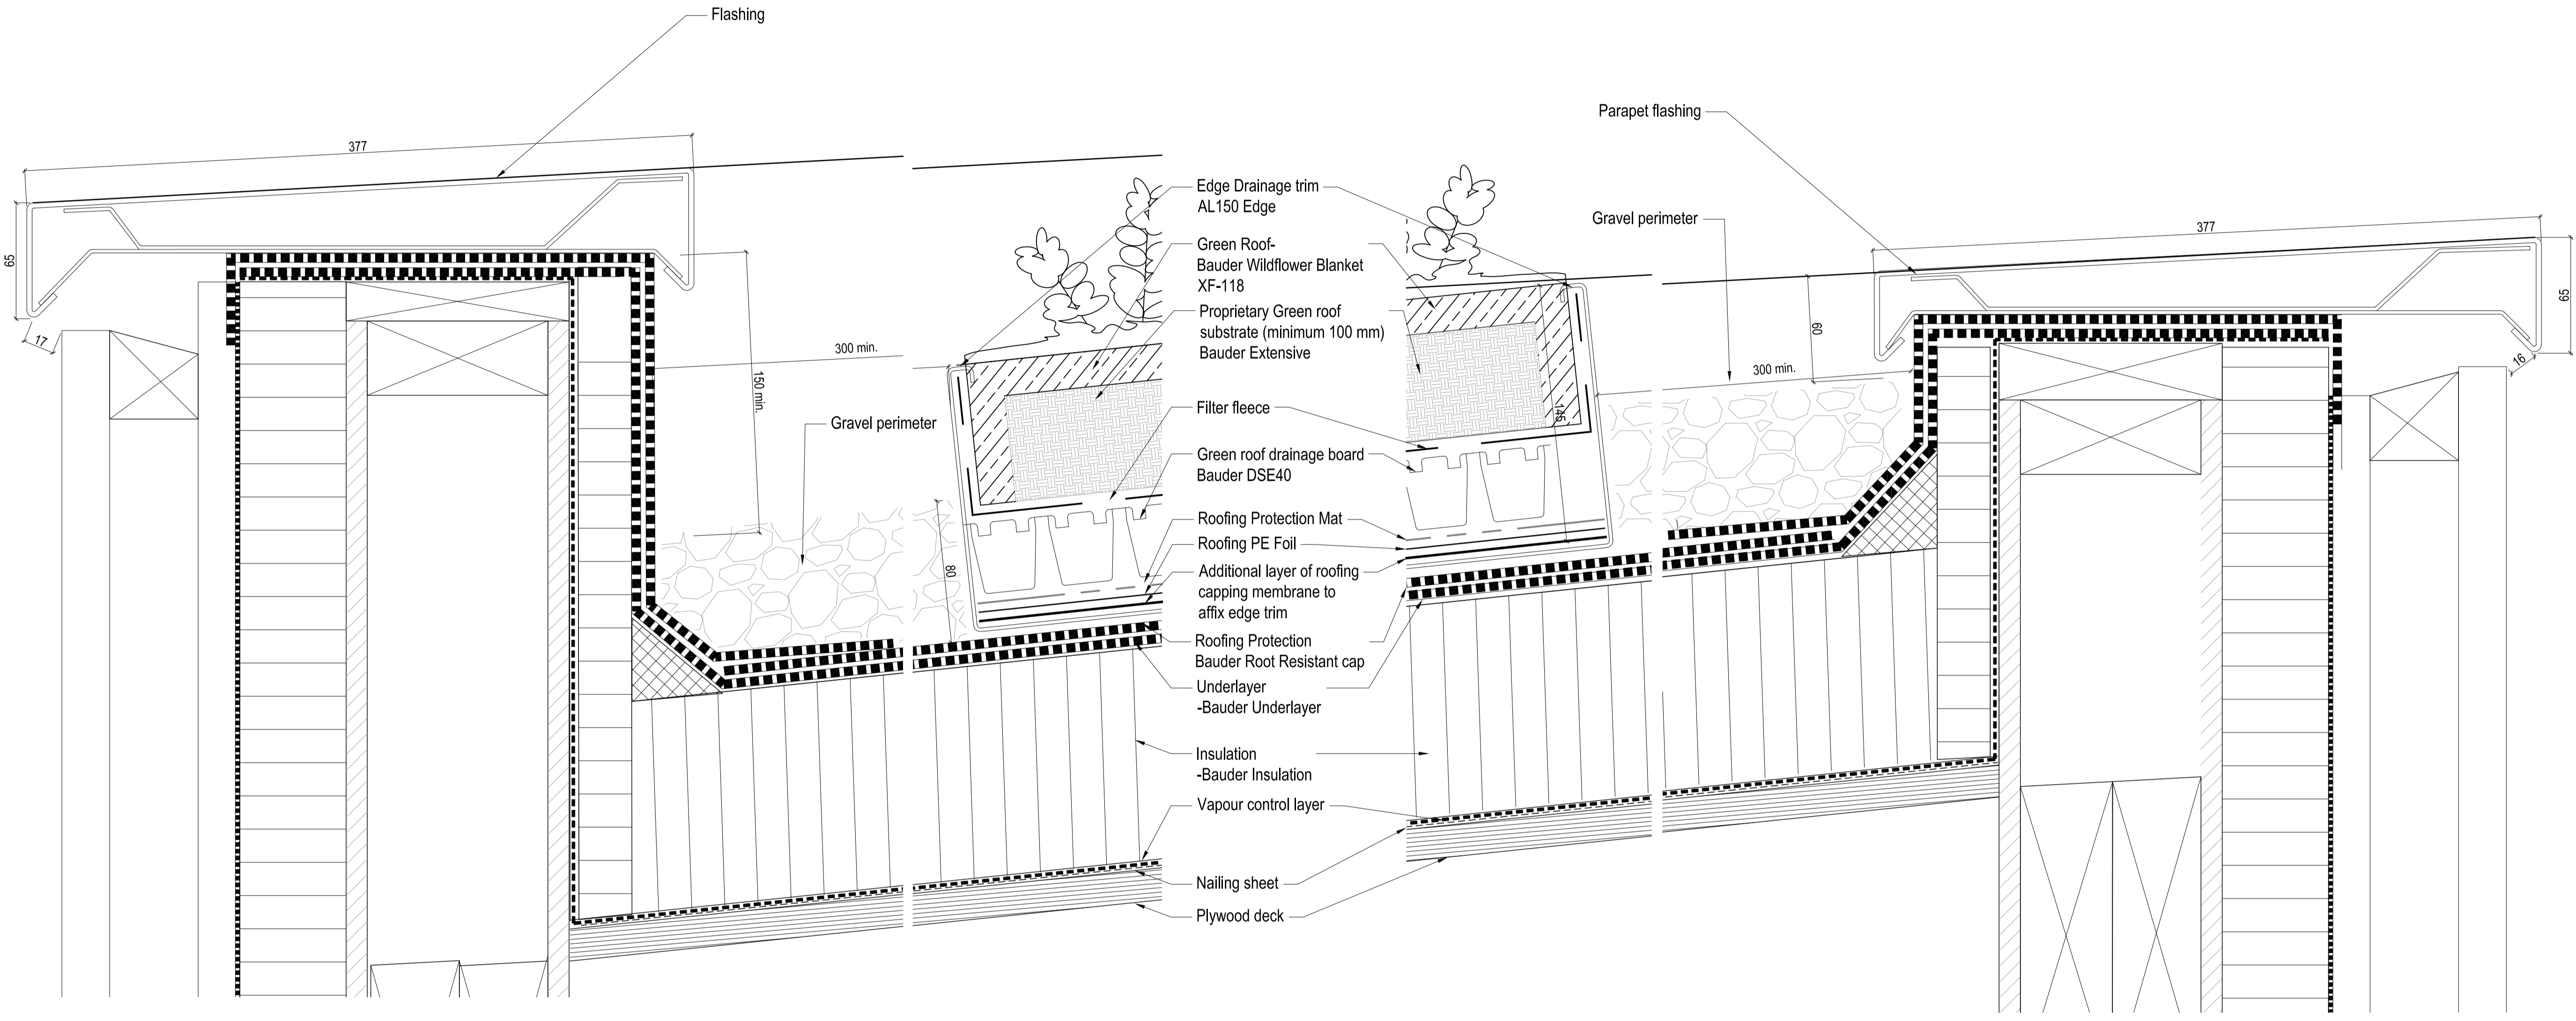 Flashing
377
65
17
300 min.
150 min.
80
Gravel perimeter
Edge Drainage trim
AL150 Edge
Green Roof-
Bauder Wildflower Blanket
XF-118
Proprietary Green roof
substrate (minimum 100 mm)
Bauder Extensive
Filter fleece
Green roof drainage board
Bauder DSE40
Roofing Protection Mat
Roofing PE Foil
Additional layer of roofing
capping membrane to
affix edge trim
Roofing Protection
Bauder Root Resistant cap
Underlayer
-Bauder Underlayer
Insulation
-Bauder Insulation
Vapour control layer
Nailing sheet
Plywood deck
Parapet flashing
Gravel perimeter
377
65
16
60
300 min.
145